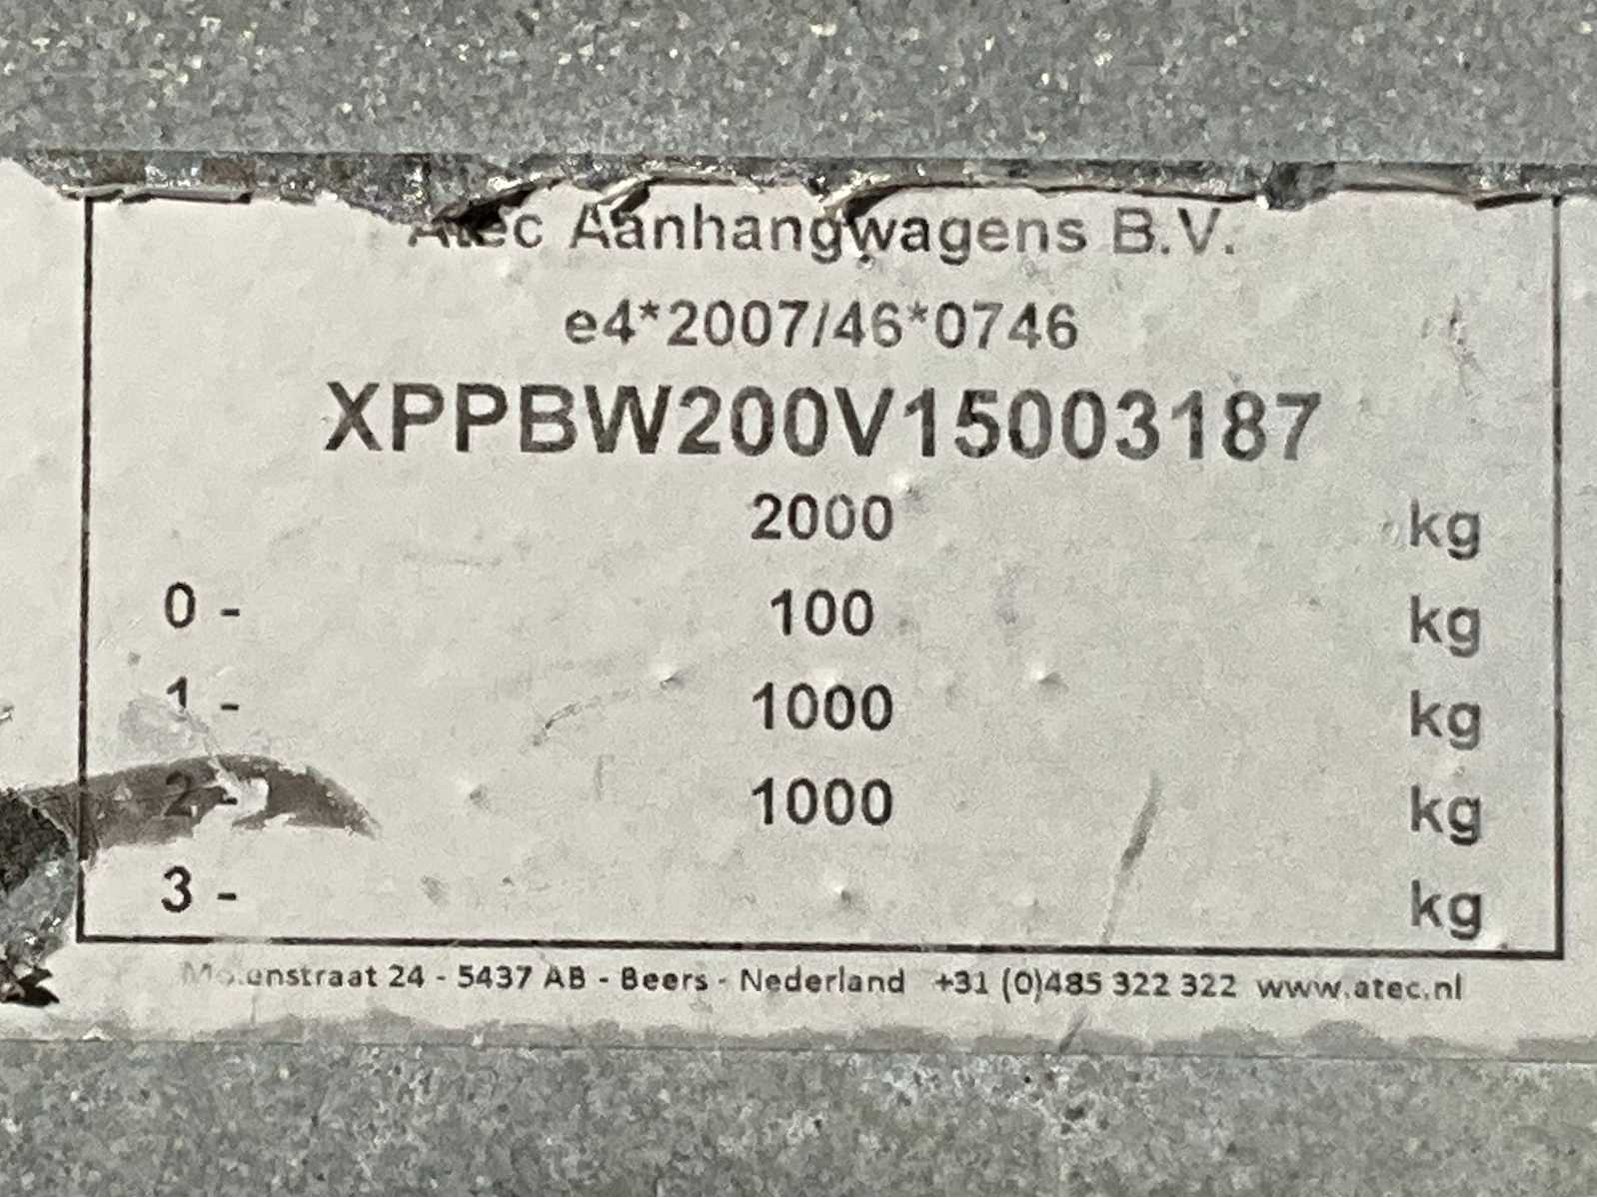 Atec Aanhangwagens B.V.
e4*2007/46*0746
XPPBW200V15003187
2000 kg
0 - 100 kg
1 - 1000 kg
2 - 1000 kg
3 - kg
Molenstraat 24 - 5437 AB - Beers - Nederland +31 (0)485 322 322 www.atec.nl